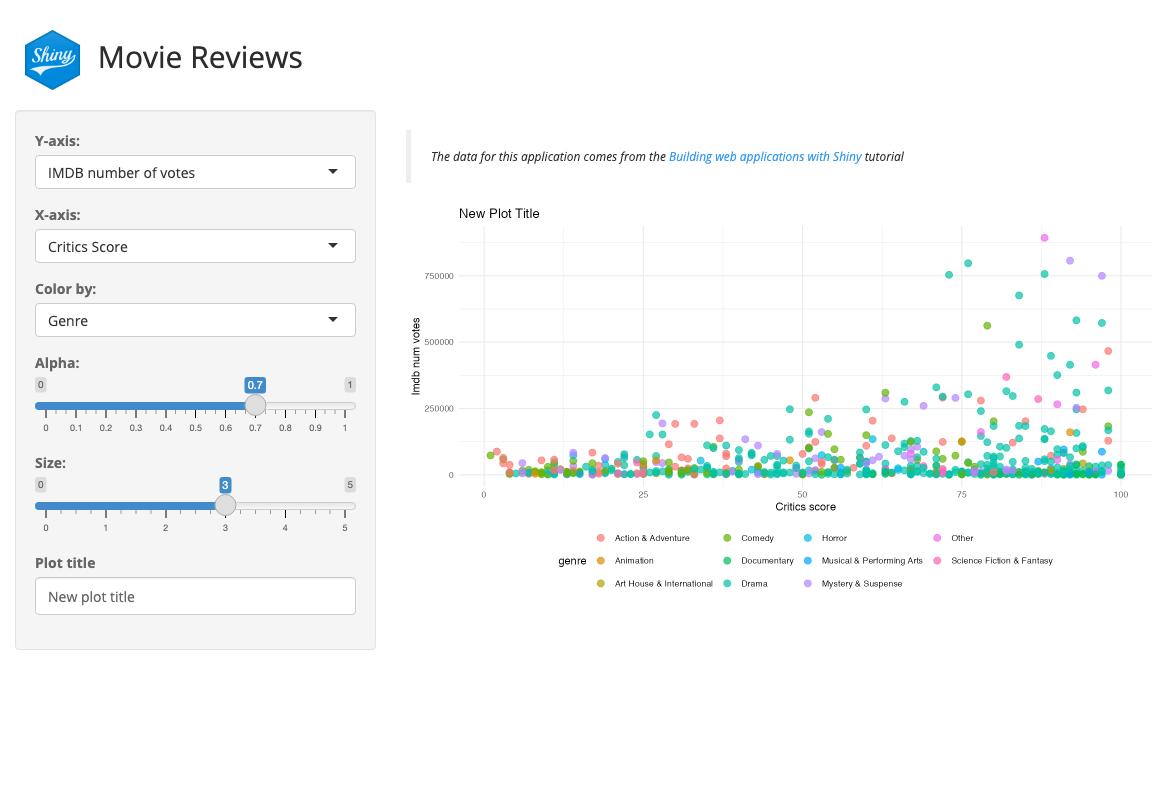 Shiny
Movie Reviews
Y-axis:
IMDB number of votes
X-axis:
Critics Score
Color by:
Genre
Alpha:
0 0.7 1
0 0.1 0.2 0.3 0.4 0.5 0.6 0.7 0.8 0.9 1
Size:
0 3 5
0 1 2 3 4 5
Plot title
New plot title
The data for this application comes from the Building web applications with Shiny tutorial
New Plot Title
Imdb num votes
750000
500000
250000
0
0 25 50 75 100
Critics score
genre
Action & Adventure Comedy Horror Other
Animation Documentary Musical & Performing Arts Science Fiction & Fantasy
Art House & International Drama Mystery & Suspense